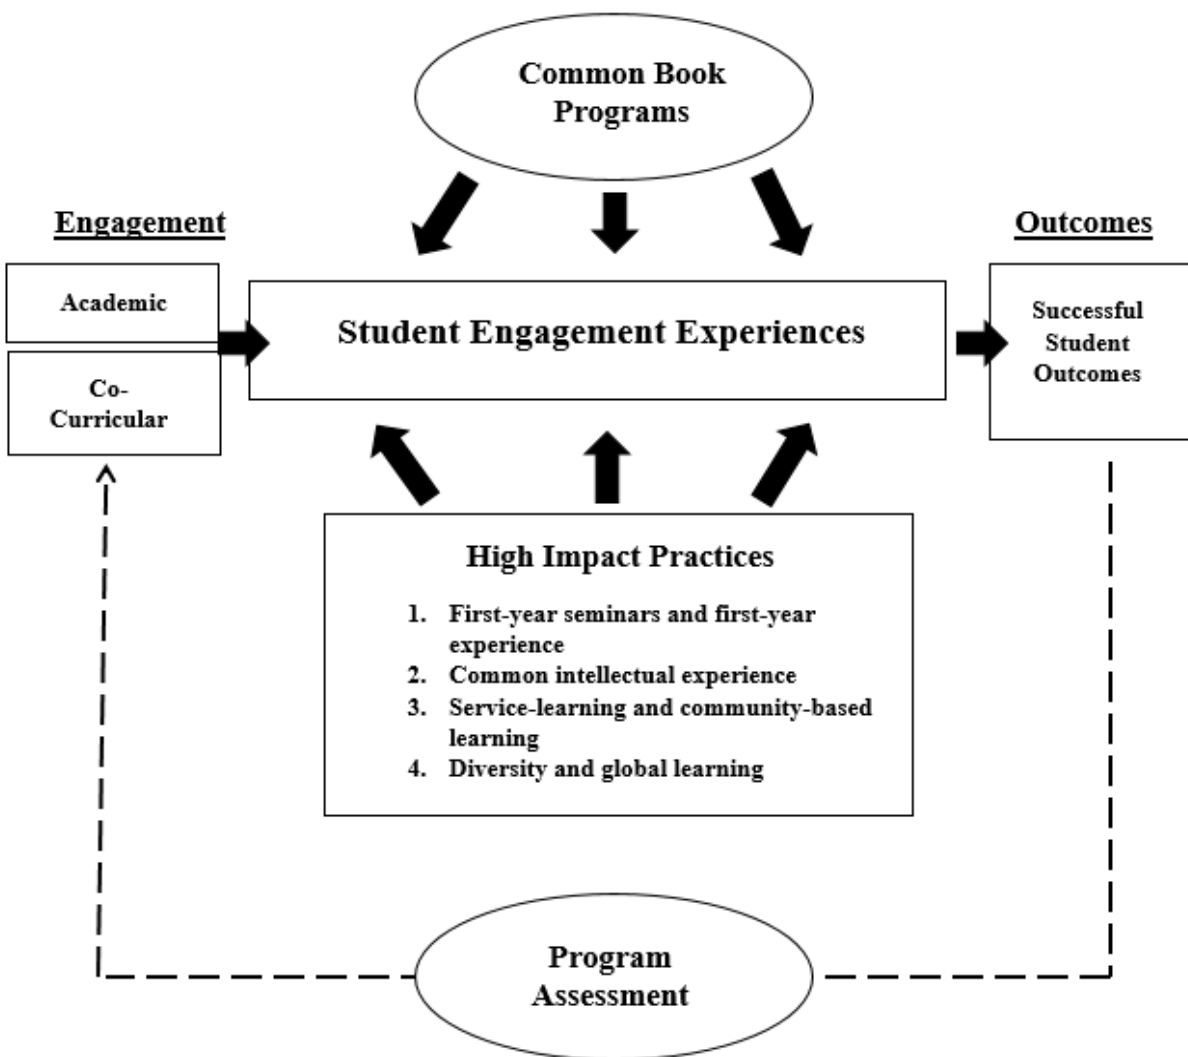 Common Book
Programs
Engagement
Outcomes
Academic
Co-
Curricular
Student Engagement Experiences
Successful
Student
Outcomes
High Impact Practices
1. First-year seminars and first-year
experience
2. Common intellectual experience
3. Service-learning and community-based
learning
4. Diversity and global learning
Program
Assessment